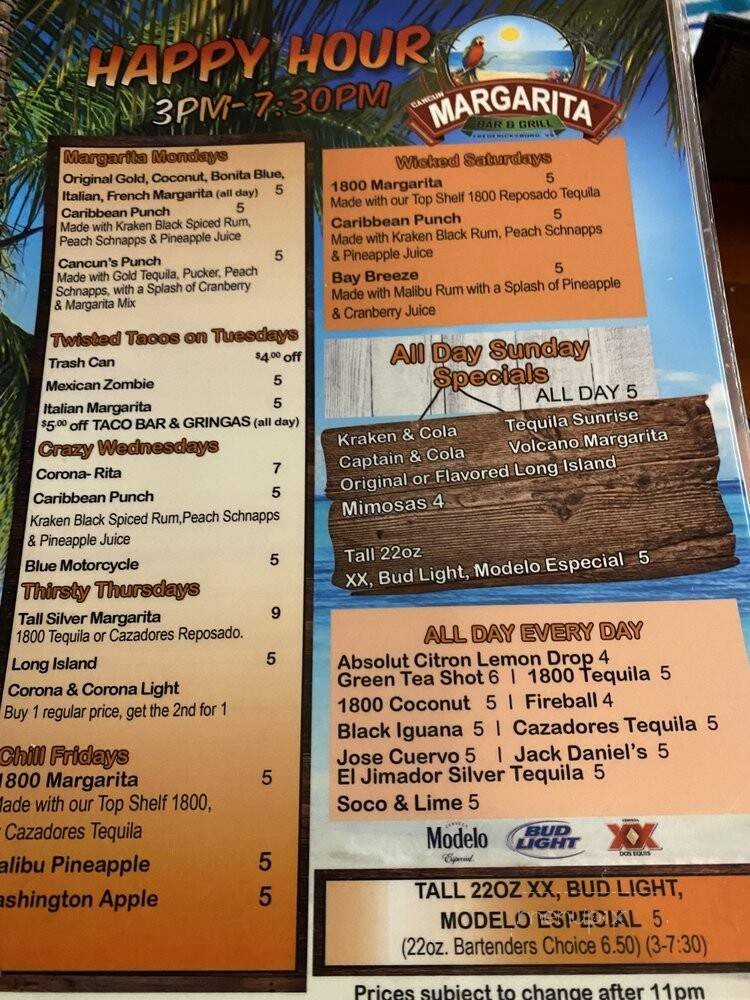 HAPPY HOUR
3PM-7:30PM
CANCUN
MARGARITA
BAR & GRILL
FREDERICKSBURG, VA
Margarita Mondays
Original Gold, Coconut, Bonita Blue,
Italian, French Margarita (all day) 5
Caribbean Punch 5
Made with Kraken Black Spiced Rum,
Peach Schnapps & Pineapple Juice
Cancun's Punch 5
Made with Gold Tequila, Pucker, Peach
Schnapps, with a Splash of Cranberry
& Margarita Mix
Twisted Tacos on Tuesdays
Trash Can $4.00 off
Mexican Zombie 5
Italian Margarita 5
$5.00 off TACO BAR & GRINGAS (all day)
Crazy Wednesdays
Corona- Rita 7
Caribbean Punch 5
Kraken Black Spiced Rum,Peach Schnapps
& Pineapple Juice
Blue Motorcycle 5
Thirsty Thursdays
Tall Silver Margarita 9
1800 Tequila or Cazadores Reposado.
Long Island 5
Corona & Corona Light
Buy 1 regular price, get the 2nd for 1
Chill Fridays
1800 Margarita 5
Made with our Top Shelf 1800,
Cazadores Tequila
alibu Pineapple 5
ashington Apple 5
Wicked Saturdays
1800 Margarita 5
Made with our Top Shelf 1800 Reposado Tequila
Caribbean Punch 5
Made with Kraken Black Rum, Peach Schnapps
& Pineapple Juice
Bay Breeze 5
Made with Malibu Rum with a Splash of Pineapple
& Cranberry Juice
All Day Sunday
Specials
ALL DAY 5
Kraken & Cola Tequila Sunrise
Captain & Cola Volcano Margarita
Original or Flavored Long Island
Mimosas 4
Tall 22oz
XX, Bud Light, Modelo Especial 5
ALL DAY EVERY DAY
Absolut Citron Lemon Drop 4
Green Tea Shot 6 | 1800 Tequila 5
1800 Coconut 5 | Fireball 4
Black Iguana 5 | Cazadores Tequila 5
Jose Cuervo 5 | Jack Daniel's 5
El Jimador Silver Tequila 5
Soco & Lime 5
Modelo
Especial
BUD
LIGHT
XX
DOS EQUIS
TALL 22OZ XX, BUD LIGHT,
MODELO ESPECIAL 5
(22oz. Bartenders Choice 6.50) (3-7:30)
Prices subject to change after 11pm